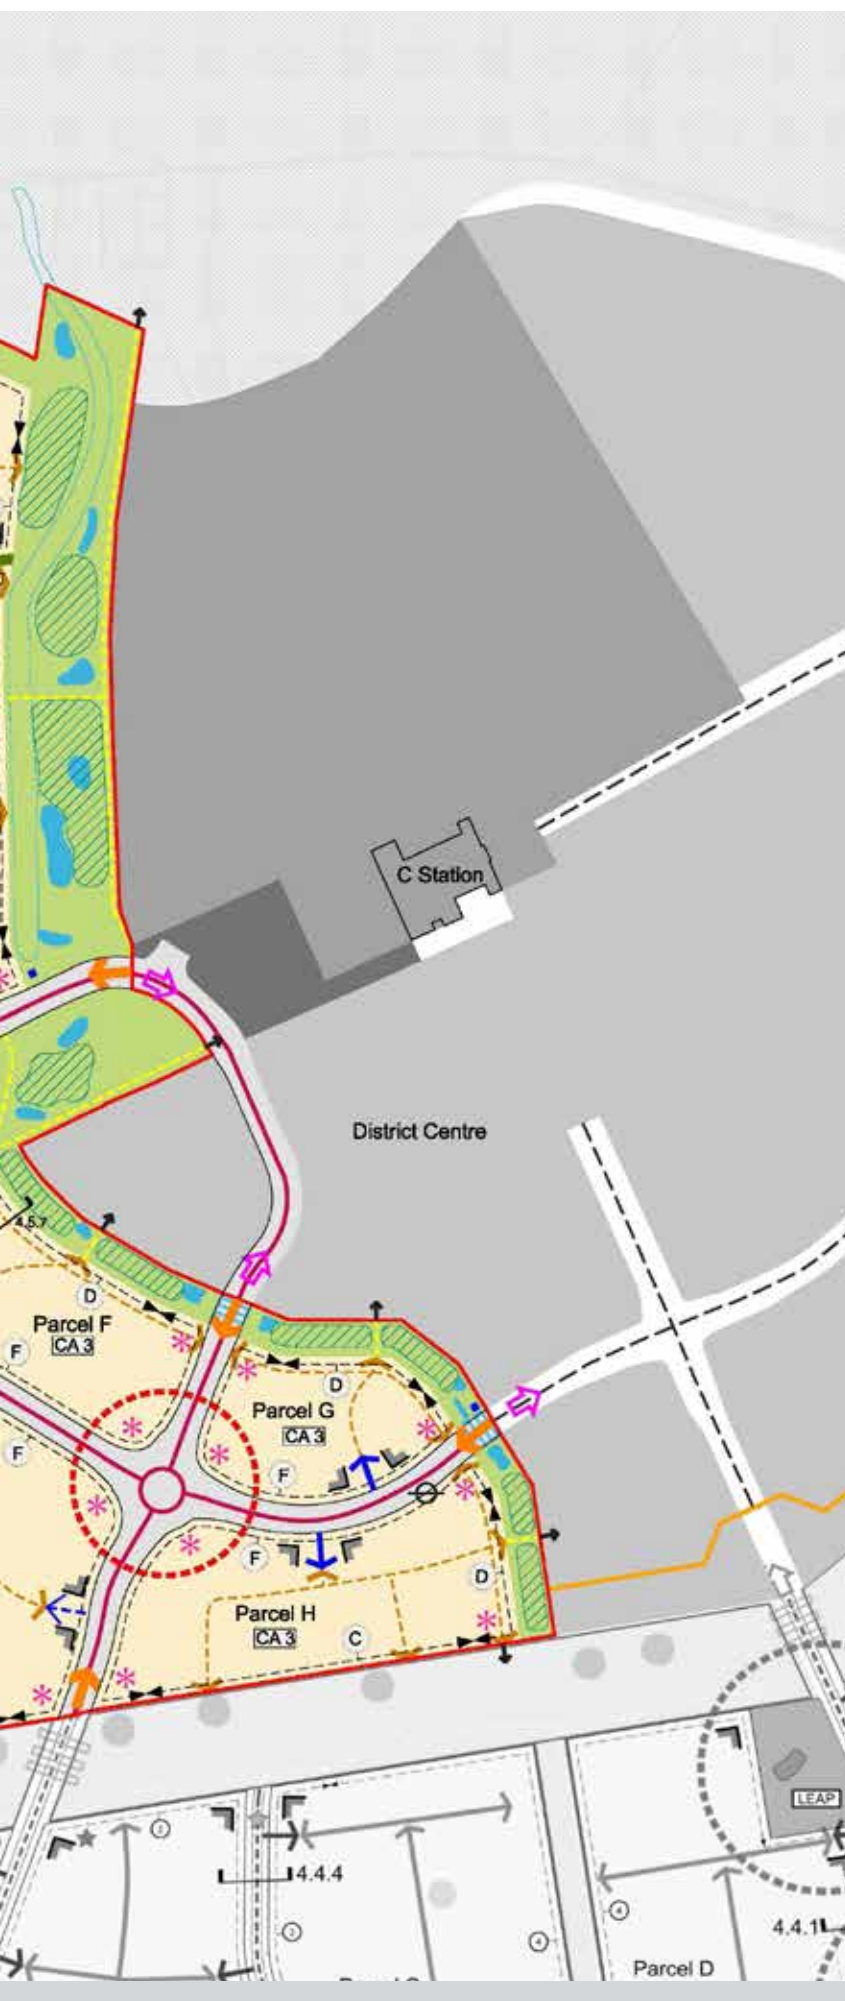 C Station
District Centre
4.5.7
D
Parcel F
CA 3
F
D
Parcel G
CA 3
F
F
F
D
Parcel H
CA 3
C
LEAP
4.4.4
4.4.1
Parcel D